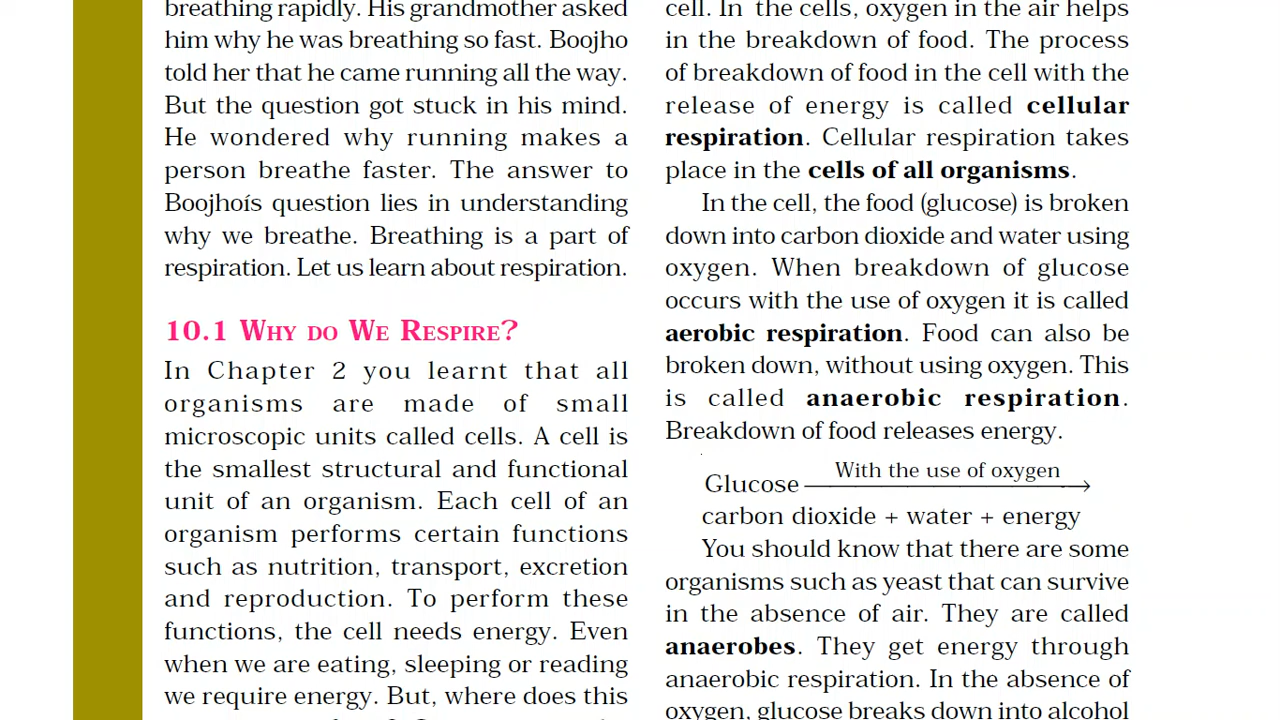 breathing rapidly. His grandmother asked
him why he was breathing so fast. Boojho
told her that he came running all the way.
But the question got stuck in his mind.
He wondered why running makes a
person breathe faster. The answer to
Boojhoís question lies in understanding
why we breathe. Breathing is a part of
respiration. Let us learn about respiration.
10.1 WHY DO WE RESPIRE?
In Chapter 2 you learnt that all
organisms are made of small
microscopic units called cells. A cell is
the smallest structural and functional
unit of an organism. Each cell of an
organism performs certain functions
such as nutrition, transport, excretion
and reproduction. To perform these
functions, the cell needs energy. Even
when we are eating, sleeping or reading
we require energy. But, where does this
cell. In the cells, oxygen in the air helps
in the breakdown of food. The process
of breakdown of food in the cell with the
release of energy is called cellular
respiration. Cellular respiration takes
place in the cells of all organisms.
In the cell, the food (glucose) is broken
down into carbon dioxide and water using
oxygen. When breakdown of glucose
occurs with the use of oxygen it is called
aerobic respiration. Food can also be
broken down, without using oxygen. This
is called anaerobic respiration.
Breakdown of food releases energy.
With the use of oxygen
Glucose ⟶
carbon dioxide + water + energy
You should know that there are some
organisms such as yeast that can survive
in the absence of air. They are called
anaerobes. They get energy through
anaerobic respiration. In the absence of
oxygen, glucose breaks down into alcohol